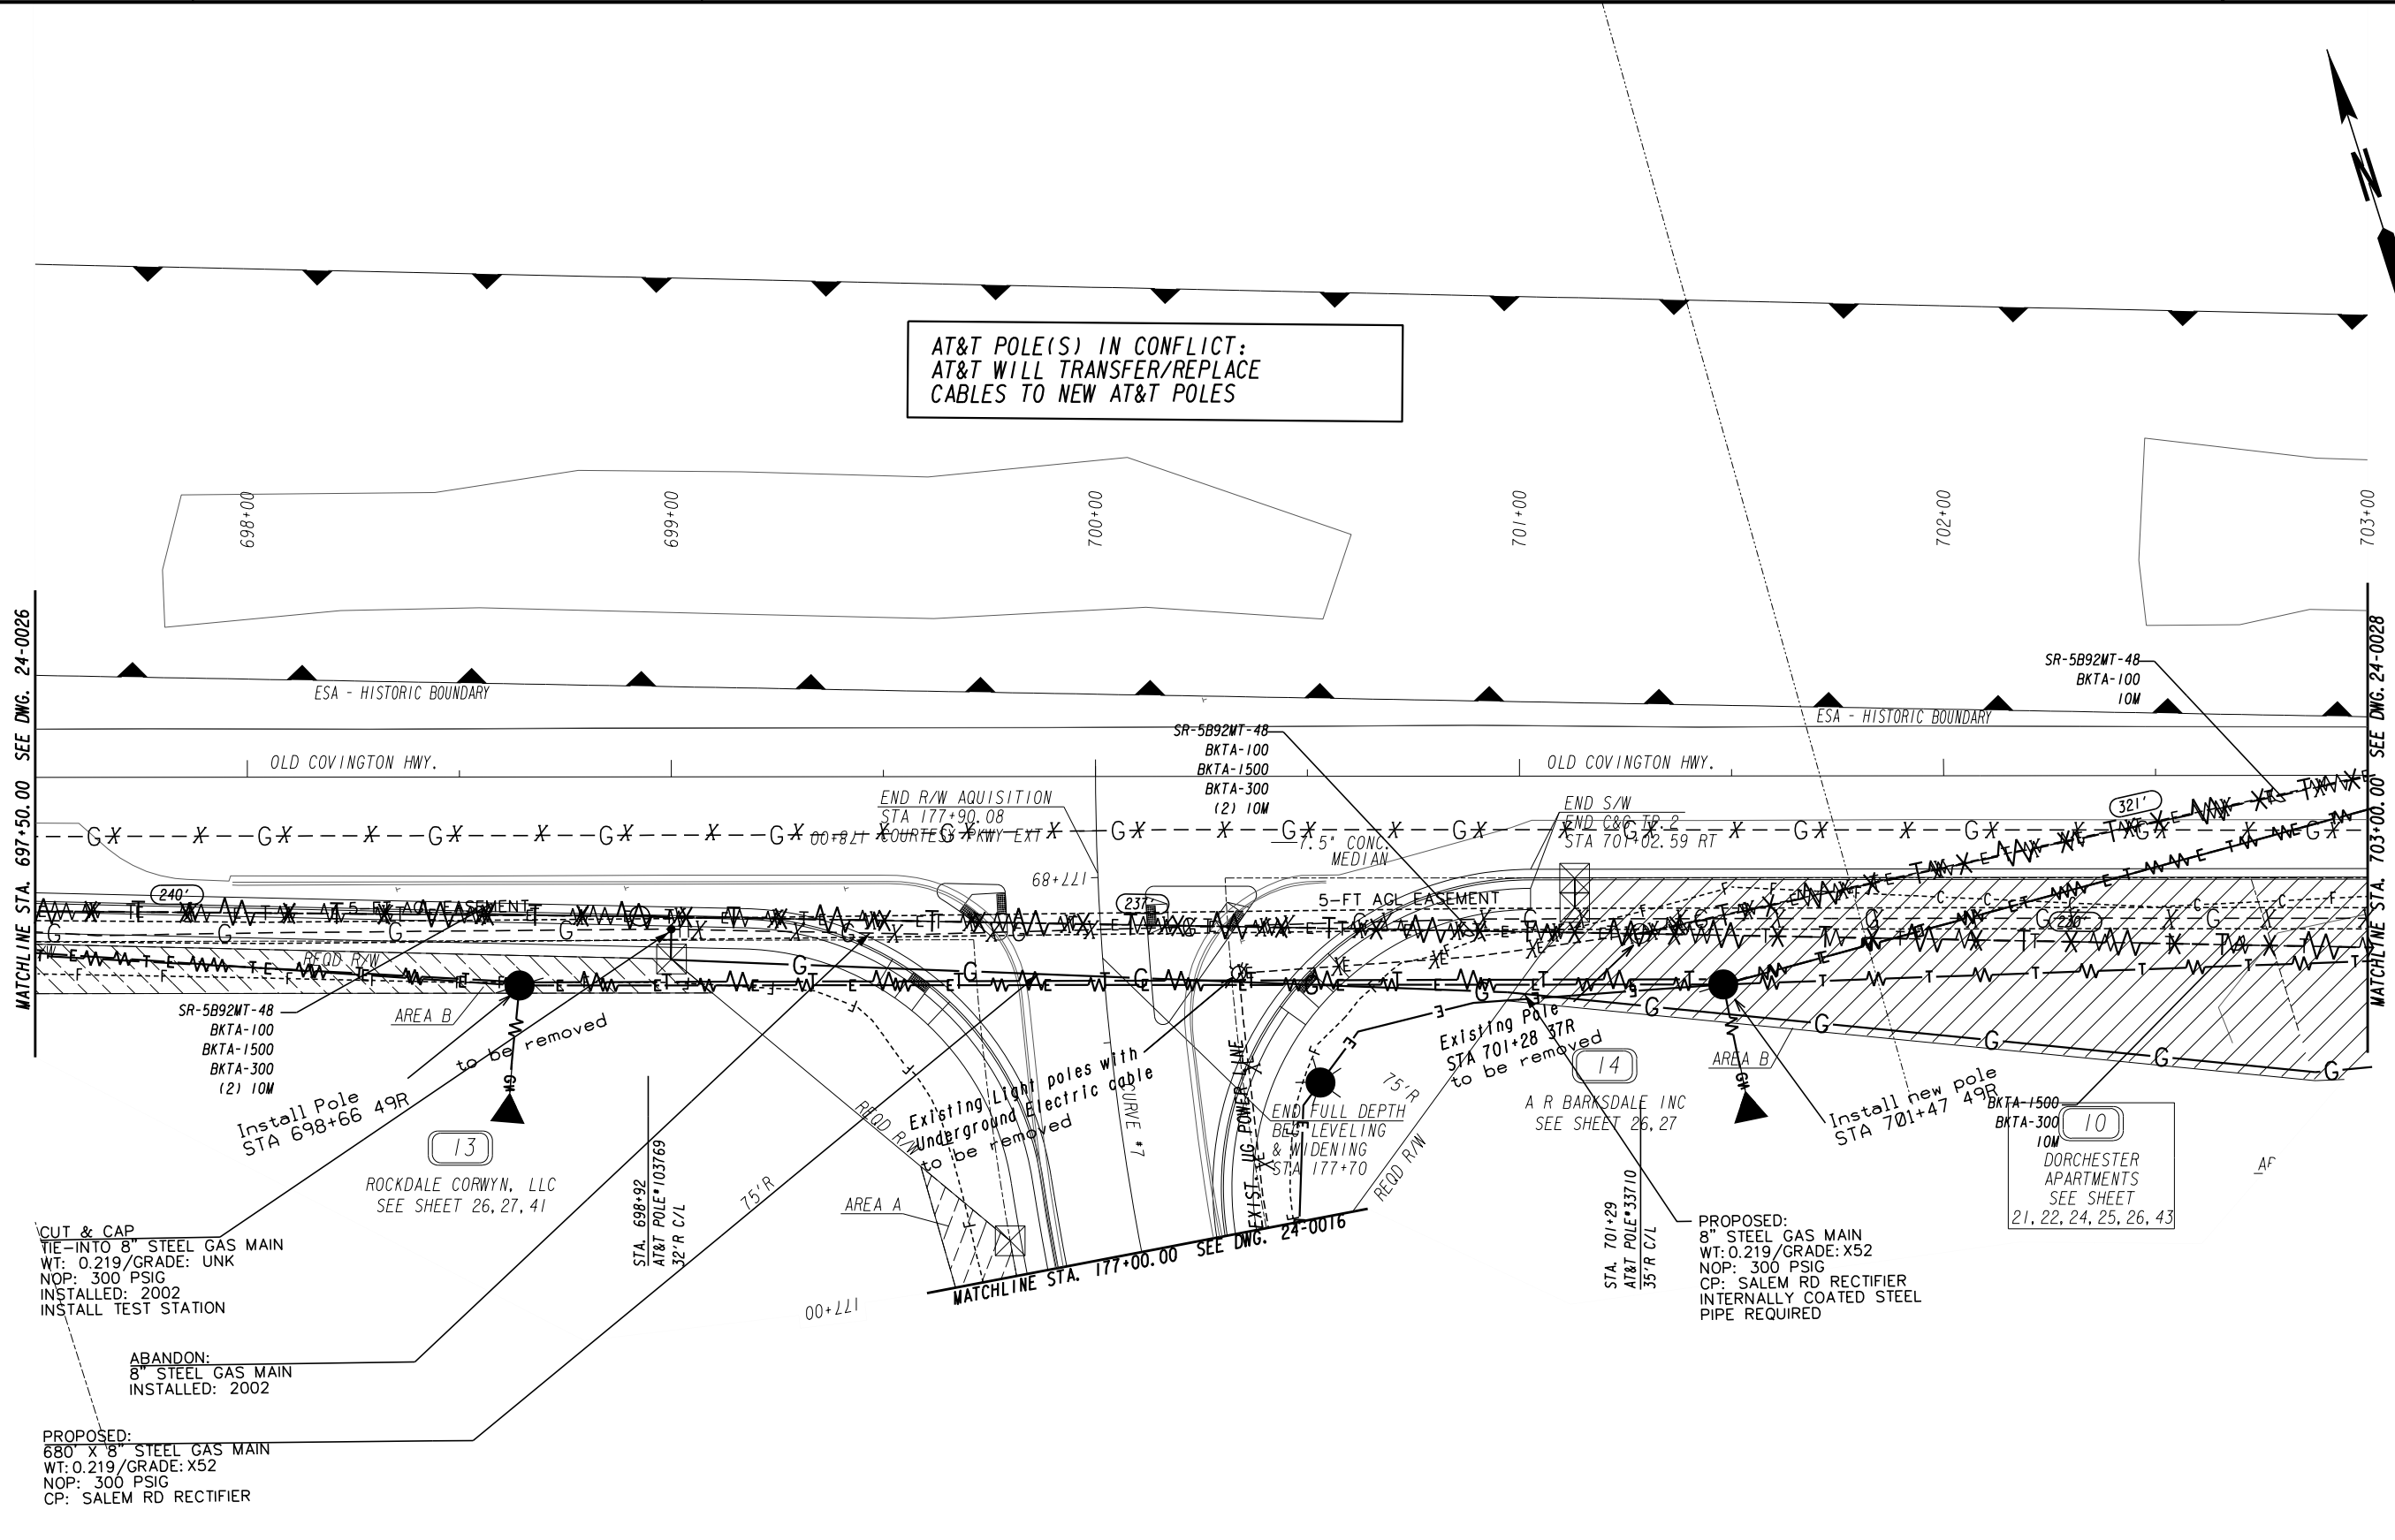 AT&T POLE(S) IN CONFLICT:
AT&T WILL TRANSFER/REPLACE
CABLES TO NEW AT&T POLES
N
698+00
699+00
700+00
701+00
702+00
703+00
MATCHLINE STA. 697+50.00 SEE DWG. 24-0026
MATCHLINE STA. 703+00.00 SEE DWG. 24-0028
ESA - HISTORIC BOUNDARY
ESA - HISTORIC BOUNDARY
OLD COVINGTON HWY.
OLD COVINGTON HWY.
SR-5B92MT-48
BKTA-100
10M
SR-5B92MT-48
BKTA-100
BKTA-1500
BKTA-300
(2) 10M
END R/W AQUISITION
STA 177+90.08
COURTESY PKWY EXT
178+00
177+89
7.5' CONC.
MEDIAN
END S/W
END C&G TP.2
STA 701+02.59 RT
321'
240'
237'
220'
5-FT ACL EASEMENT
5-FT AGL EASEMENT
REQD R/W
SR-5B92MT-48
BKTA-100
BKTA-1500
BKTA-300
(2) 10M
AREA B
to be removed
Install Pole
STA 698+66 49R
13
ROCKDALE CORWYN, LLC
SEE SHEET 26,27,41
STA. 698+92
AT&T POLE#103769
32'R C/L
75'R
REQD R/W
AREA A
Existing Light poles with
Underground Electric cable
to be removed
CURVE #7
EXIST. UG POWER LINE
END FULL DEPTH
BEG LEVELING
& WIDENING
STA 177+70
75'R
REQD R/W
Existing Pole
STA 701+28 37R
to be removed
14
A R BARKSDALE INC
SEE SHEET 26,27
AREA B
GW
GW
STA. 701+29
AT&T POLE#33710
35'R C/L
Install new pole
STA 701+47 49R
BKTA-1500
BKTA-300
10M
10
DORCHESTER
APARTMENTS
SEE SHEET
21,22,24,25,26,43
MATCHLINE STA. 177+00.00 SEE DWG. 24-0016
177+00
CUT & CAP
TIE-INTO 8" STEEL GAS MAIN
WT: 0.219/GRADE: UNK
NOP: 300 PSIG
INSTALLED: 2002
INSTALL TEST STATION
ABANDON:
8" STEEL GAS MAIN
INSTALLED: 2002
PROPOSED:
680' X 8" STEEL GAS MAIN
WT:0.219/GRADE:X52
NOP: 300 PSIG
CP: SALEM RD RECTIFIER
PROPOSED:
8" STEEL GAS MAIN
WT:0.219/GRADE:X52
NOP: 300 PSIG
CP: SALEM RD RECTIFIER
INTERNALLY COATED STEEL
PIPE REQUIRED